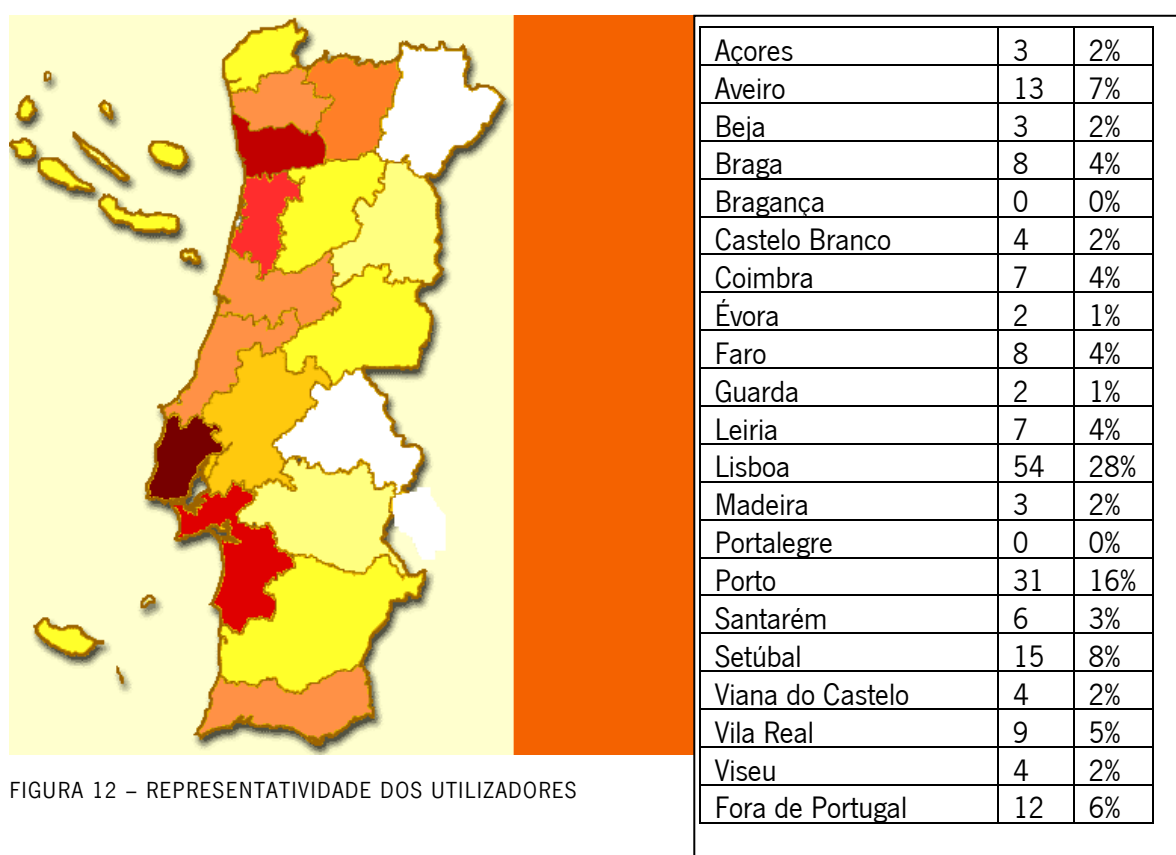 Açores 3 2%
Aveiro 13 7%
Beja 3 2%
Braga 8 4%
Bragança 0 0%
Castelo Branco 4 2%
Coimbra 7 4%
Évora 2 1%
Faro 8 4%
Guarda 2 1%
Leiria 7 4%
Lisboa 54 28%
Madeira 3 2%
Portalegre 0 0%
Porto 31 16%
Santarém 6 3%
Setúbal 15 8%
Viana do Castelo 4 2%
Vila Real 9 5%
Viseu 4 2%
Fora de Portugal 12 6%
FIGURA 12 – REPRESENTATIVIDADE DOS UTILIZADORES